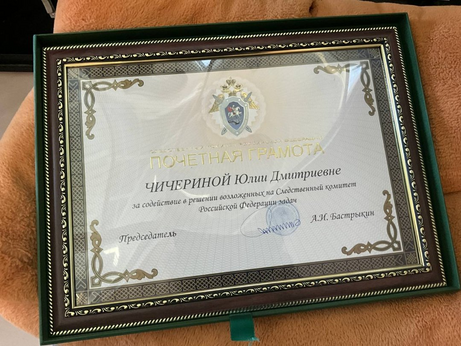 ПОЧЕТНАЯ ГРАМОТА
ЧИЧЕРИНОЙ Юлии Дмитриевне
за содействие в решении возложенных на Следственный комитет
Российской Федерации задач
Председатель
А.И. Бастрыкин